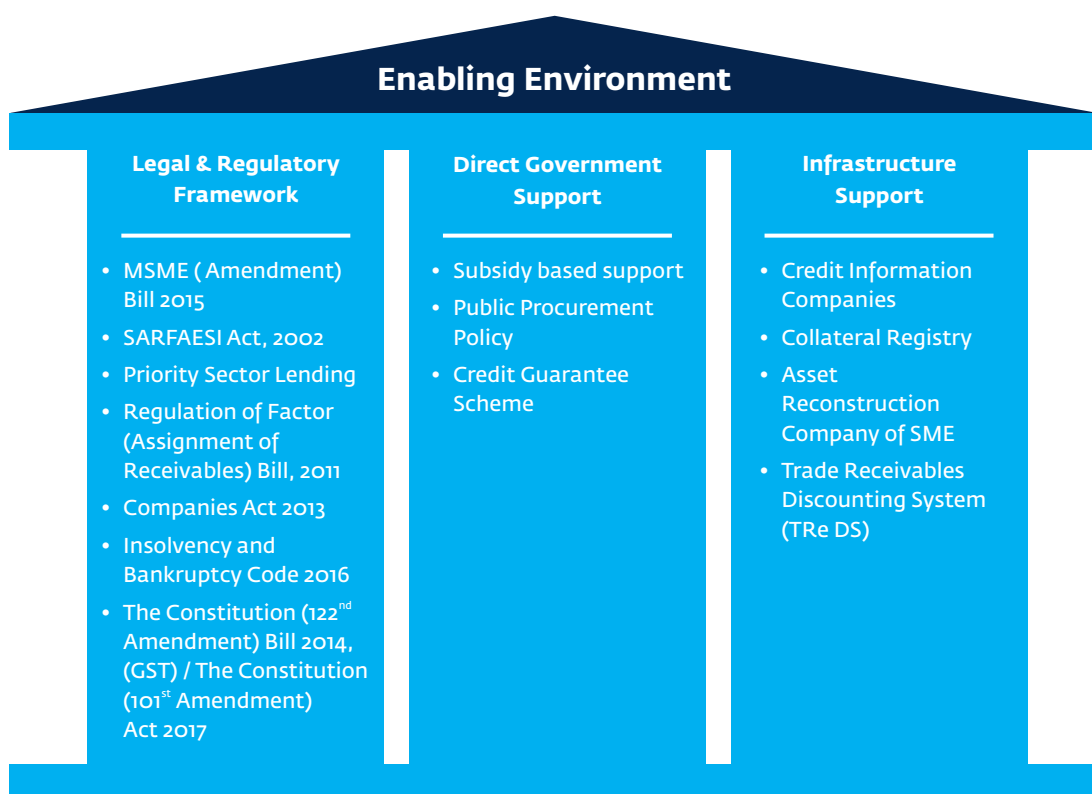 Enabling Environment
Legal & Regulatory
Framework
• MSME ( Amendment)
Bill 2015
• SARFAESI Act, 2002
• Priority Sector Lending
• Regulation of Factor
(Assignment of
Receivables) Bill, 2011
• Companies Act 2013
• Insolvency and
Bankruptcy Code 2016
• The Constitution (122nd
Amendment) Bill 2014,
(GST) / The Constitution
(101st Amendment)
Act 2017
Direct Government
Support
• Subsidy based support
• Public Procurement
Policy
• Credit Guarantee
Scheme
Infrastructure
Support
• Credit Information
Companies
• Collateral Registry
• Asset
Reconstruction
Company of SME
• Trade Receivables
Discounting System
(TRe DS)